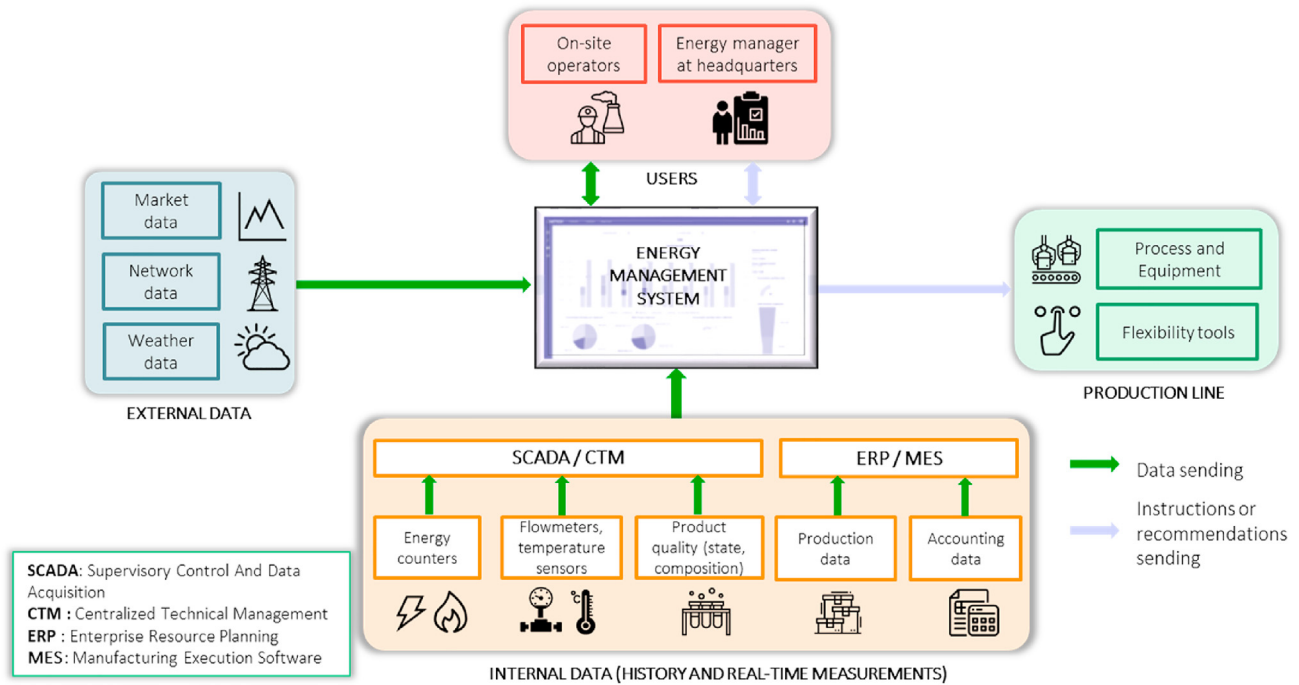 On-site
operators
Energy manager
at headquarters
USERS
Market
data
Network
data
Weather
data
EXTERNAL DATA
ENERGY
MANAGEMENT
SYSTEM
Process and
Equipment
Flexibility tools
PRODUCTION LINE
SCADA / CTM
ERP / MES
Energy
counters
Flowmeters,
temperature
sensors
Product
quality (state,
composition)
Production
data
Accounting
data
°C
INTERNAL DATA (HISTORY AND REAL-TIME MEASUREMENTS)
Data sending
Instructions or
recommendations
sending
SCADA: Supervisory Control And Data
Acquisition
CTM : Centralized Technical Management
ERP : Enterprise Resource Planning
MES: Manufacturing Execution Software